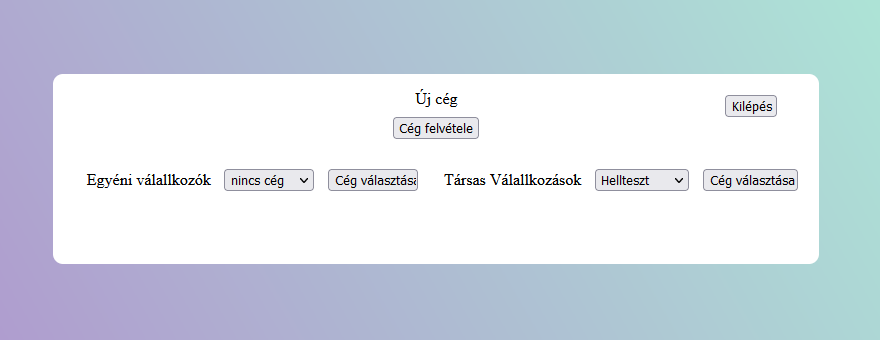 Új cég
Kilépés
Cég felvétele
Egyéni válallkozók nincs cég Cég választása Társas Válallkozások Hellteszt Cég választása